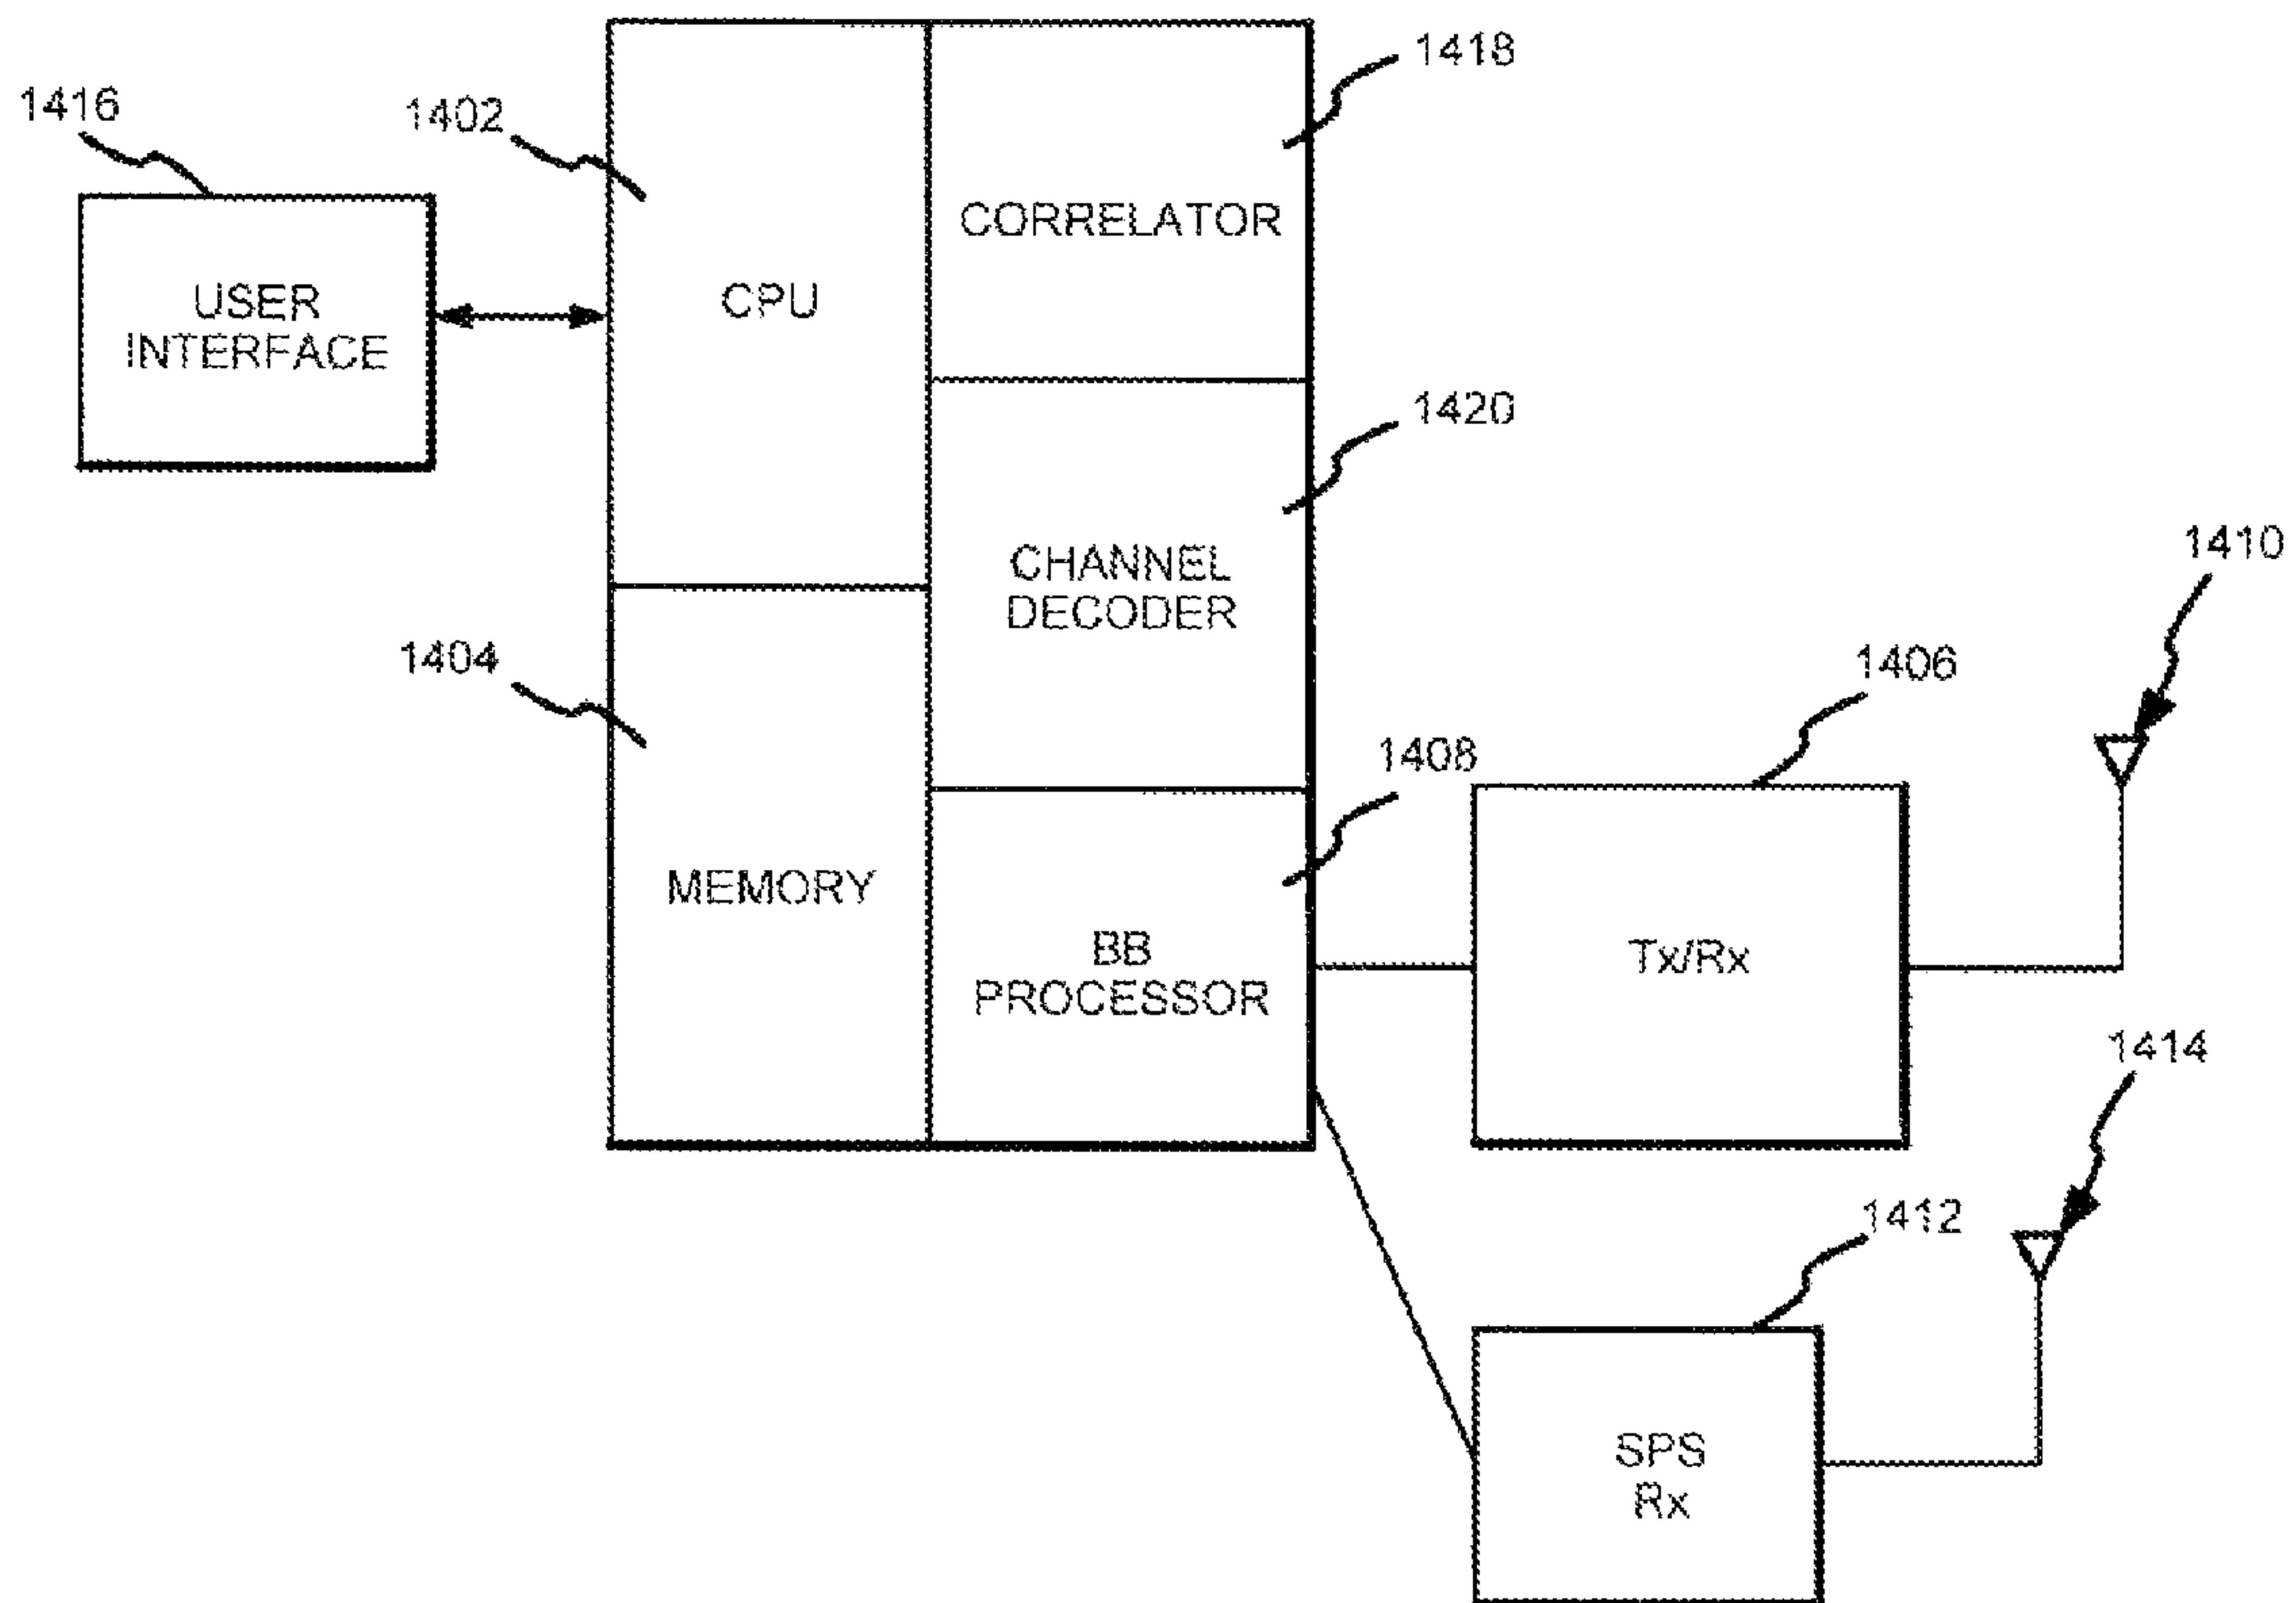 1418
1416
1402
CORRELATOR
USER
INTERFACE
CPU
1420
CHANNEL
DECODER
1410
1404
1406
1408
MEMORY
BB
PROCESSOR
Tx/Rx
1414
1412
SPS
Rx